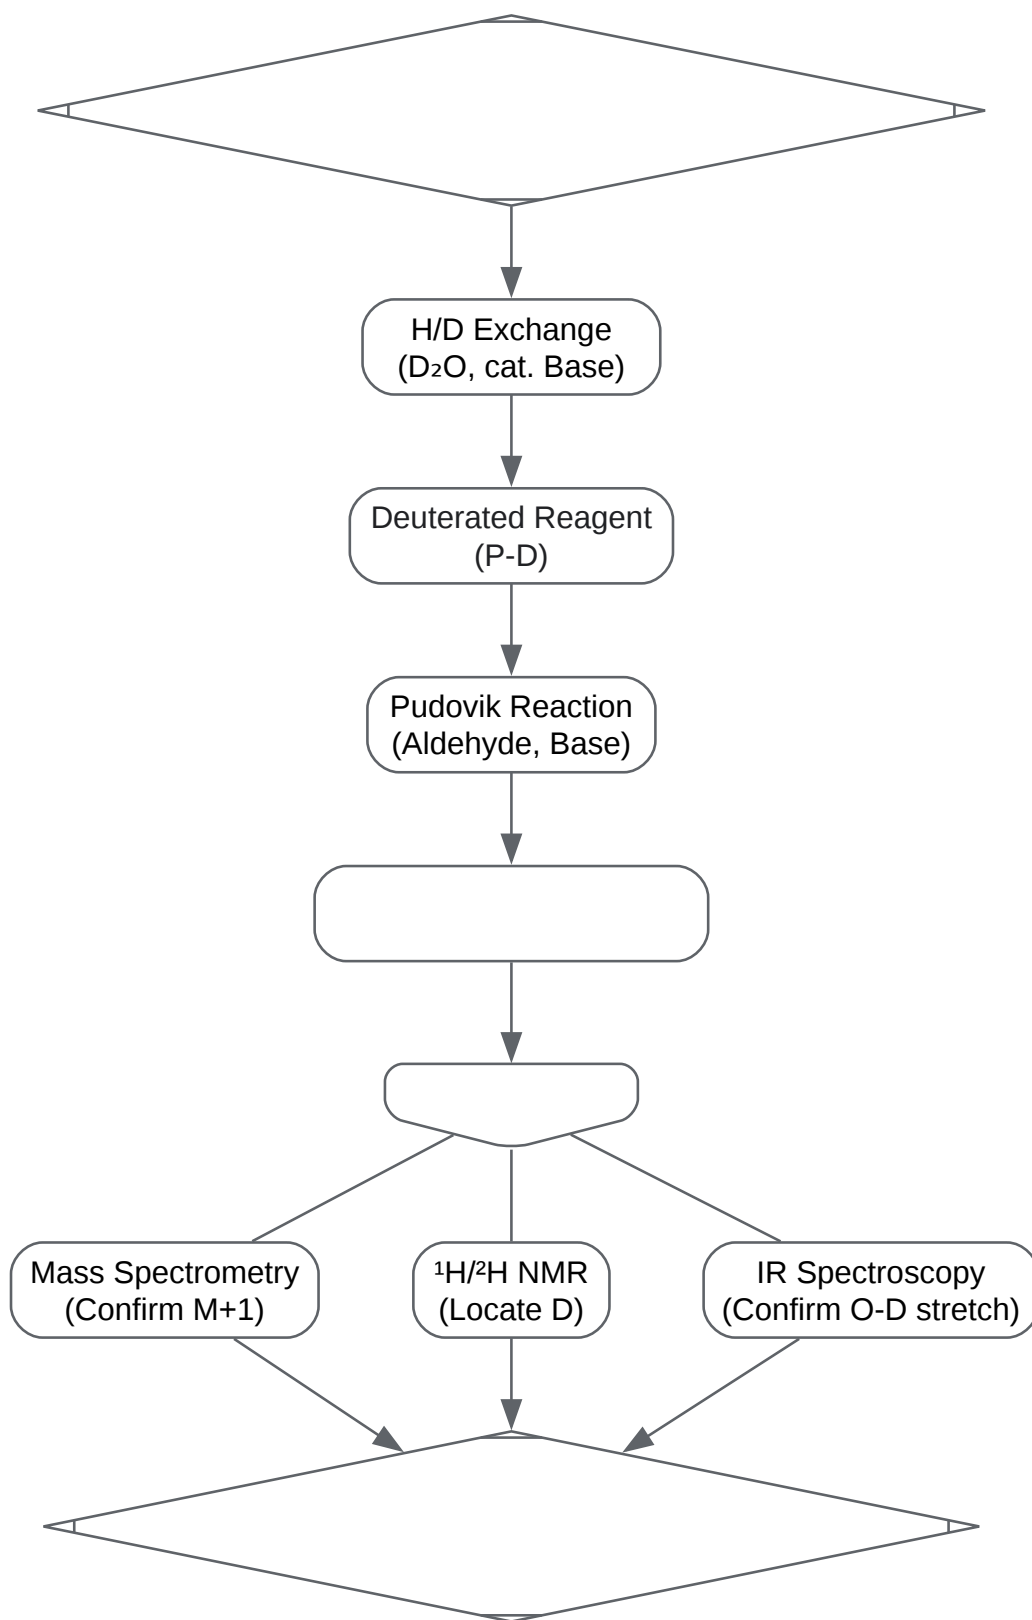 H/D Exchange
(D₂O, cat. Base)
Deuterated Reagent
(P-D)
Pudovik Reaction
(Aldehyde, Base)
Mass Spectrometry
(Confirm M+1)
¹H/²H NMR
(Locate D)
IR Spectroscopy
(Confirm O-D stretch)